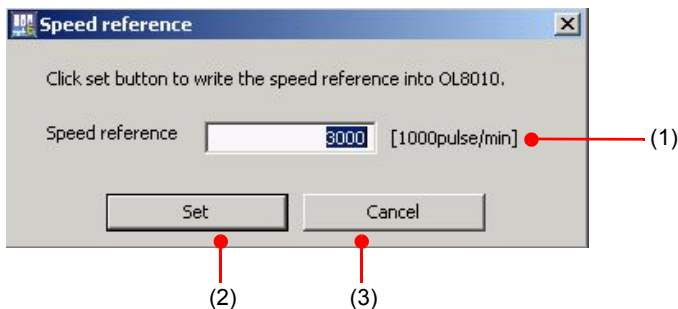 Speed reference
Click set button to write the speed reference into OL8010.
Speed reference 3000 [1000pulse/min] (1)
Set Cancel
(2) (3)